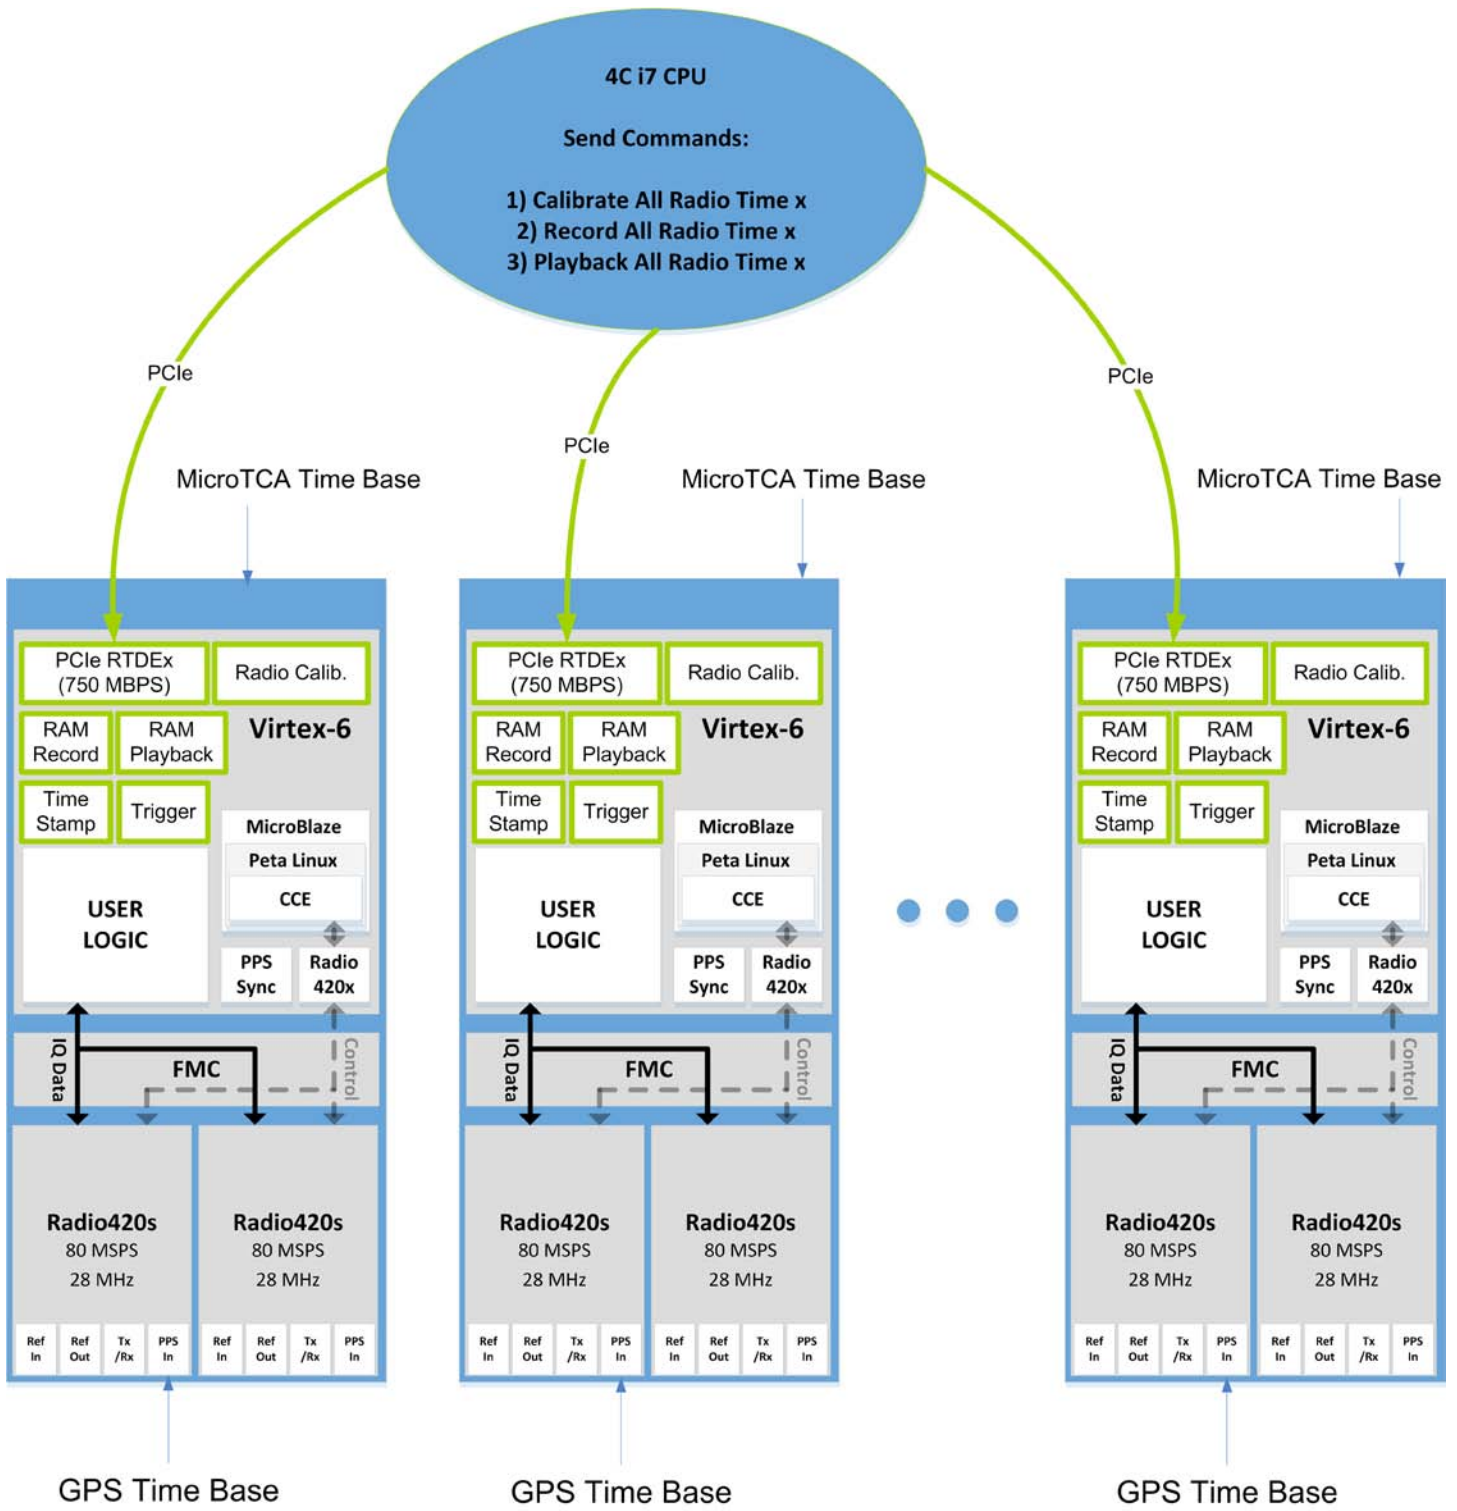 4C i7 CPU
Send Commands:
1) Calibrate All Radio Time x
2) Record All Radio Time x
3) Playback All Radio Time x
PCIe
PCIe
PCIe
MicroTCA Time Base
MicroTCA Time Base
MicroTCA Time Base
PCIe RTDEx
(750 MBPS)
Radio Calib.
RAM
Record
RAM
Playback
Virtex-6
Time
Stamp
Trigger
MicroBlaze
Peta Linux
CCE
USER
LOGIC
PPS
Sync
Radio
420x
IQ Data
FMC
Control
Radio420s
80 MSPS
28 MHz
Radio420s
80 MSPS
28 MHz
Ref
In
Ref
Out
Tx
/Rx
PPS
In
Ref
In
Ref
Out
Tx
/Rx
PPS
In
GPS Time Base
PCIe RTDEx
(750 MBPS)
Radio Calib.
RAM
Record
RAM
Playback
Virtex-6
Time
Stamp
Trigger
MicroBlaze
Peta Linux
CCE
USER
LOGIC
PPS
Sync
Radio
420x
IQ Data
FMC
Control
Radio420s
80 MSPS
28 MHz
Radio420s
80 MSPS
28 MHz
Ref
In
Ref
Out
Tx
/Rx
PPS
In
Ref
In
Ref
Out
Tx
/Rx
PPS
In
GPS Time Base
PCIe RTDEx
(750 MBPS)
Radio Calib.
RAM
Record
RAM
Playback
Virtex-6
Time
Stamp
Trigger
MicroBlaze
Peta Linux
CCE
USER
LOGIC
PPS
Sync
Radio
420x
IQ Data
FMC
Control
Radio420s
80 MSPS
28 MHz
Radio420s
80 MSPS
28 MHz
Ref
In
Ref
Out
Tx
/Rx
PPS
In
Ref
In
Ref
Out
Tx
/Rx
PPS
In
GPS Time Base